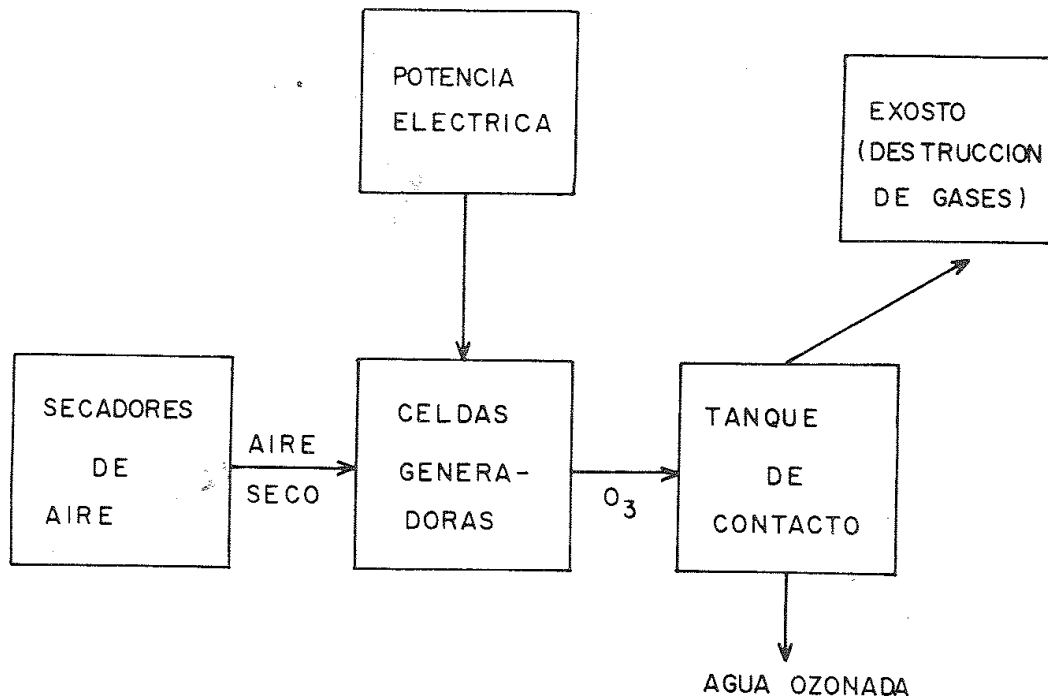 POTENCIA
ELECTRICA
EXOSTO
(DESTRUCCION
DE GASES)
SECADORES
DE
AIRE
AIRE
SECO
CELDAS
GENERA-
DORAS
O3
TANQUE
DE
CONTACTO
AGUA OZONADA